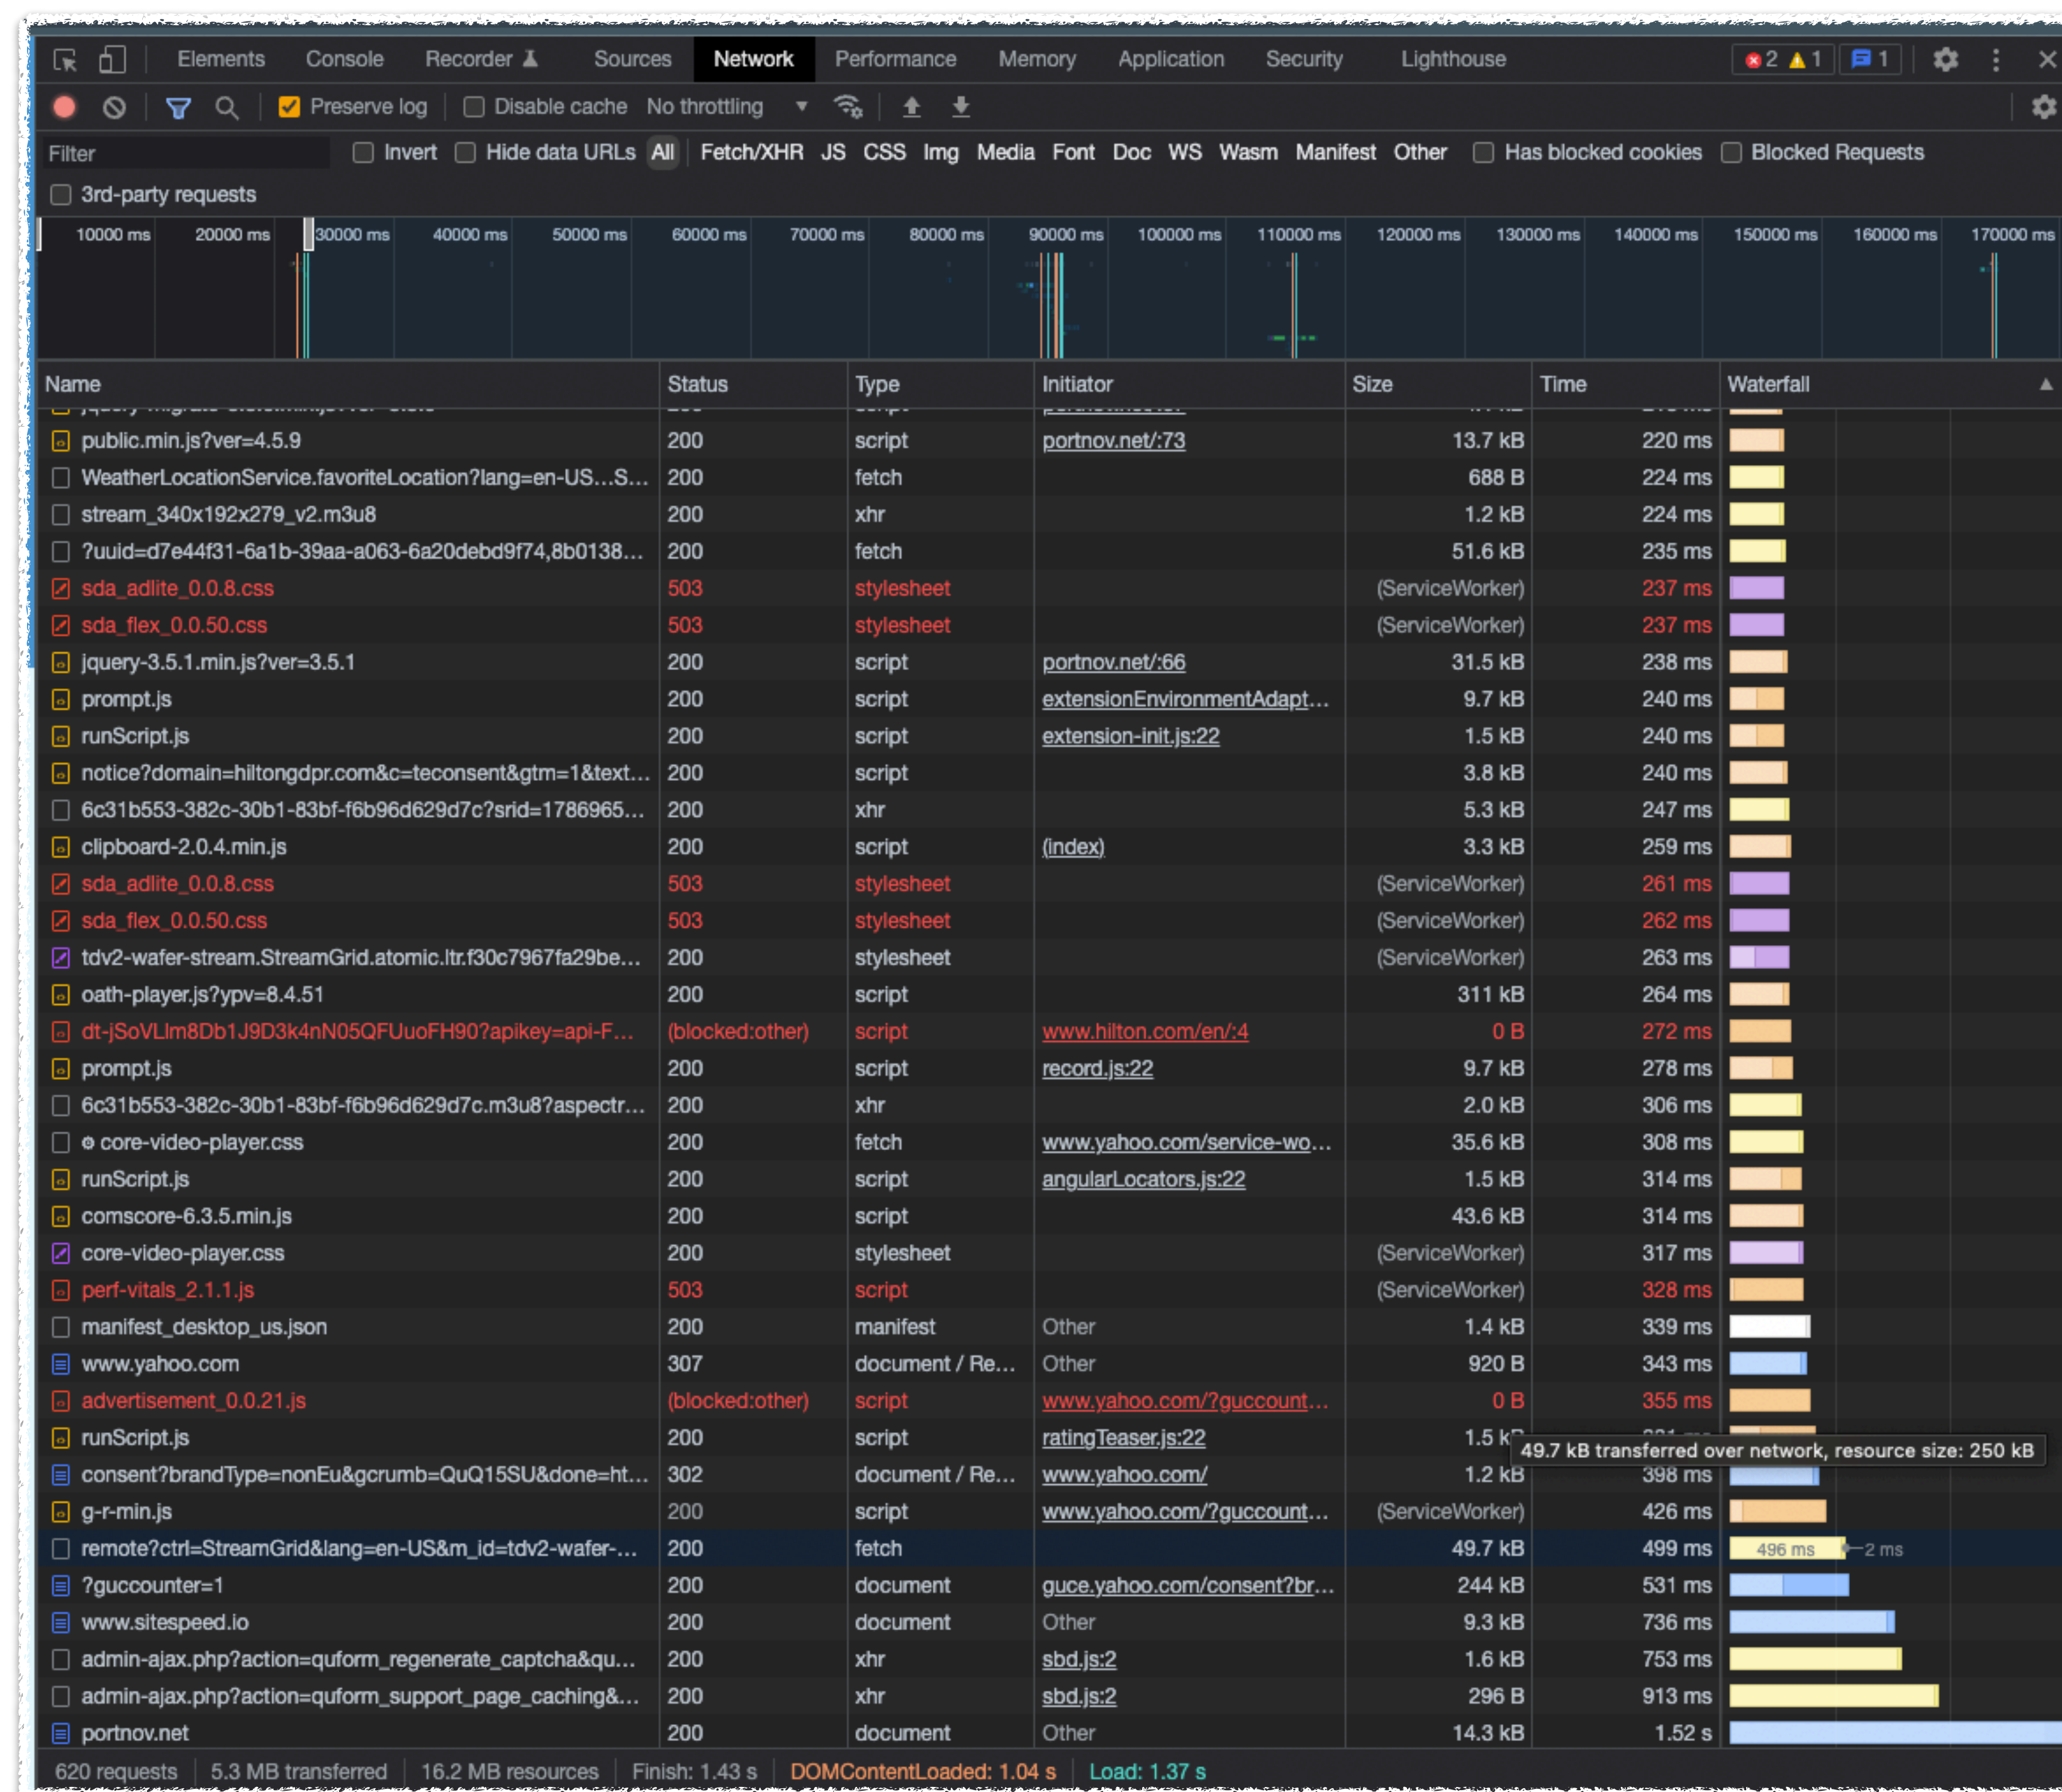 Elements Console Recorder Sources Network Performance Memory Application Security Lighthouse 2 1 1
Preserve log Disable cache No throttling
Filter Invert Hide data URLs All Fetch/XHR JS CSS Img Media Font Doc WS Wasm Manifest Other Has blocked cookies Blocked Requests
3rd-party requests
10000 ms 20000 ms 30000 ms 40000 ms 50000 ms 60000 ms 70000 ms 80000 ms 90000 ms 100000 ms 110000 ms 120000 ms 130000 ms 140000 ms 150000 ms 160000 ms 170000 ms
Name Status Type Initiator Size Time Waterfall
public.min.js?ver=4.5.9 200 script portnov.net/:73 13.7 kB 220 ms
WeatherLocationService.favoriteLocation?lang=en-US...S... 200 fetch 688 B 224 ms
stream_340x192x279_v2.m3u8 200 xhr 1.2 kB 224 ms
?uuid=d7e44f31-6a1b-39aa-a063-6a20debd9f74,8b0138... 200 fetch 51.6 kB 235 ms
sda_adlite_0.0.8.css 503 stylesheet (ServiceWorker) 237 ms
sda_flex_0.0.50.css 503 stylesheet (ServiceWorker) 237 ms
jquery-3.5.1.min.js?ver=3.5.1 200 script portnov.net/:66 31.5 kB 238 ms
prompt.js 200 script extensionEnvironmentAdapt... 9.7 kB 240 ms
runScript.js 200 script extension-init.js:22 1.5 kB 240 ms
notice?domain=hiltongdpr.com&c=teconsent&gtm=1&text... 200 script 3.8 kB 240 ms
6c31b553-382c-30b1-83bf-f6b96d629d7c?srid=1786965... 200 xhr 5.3 kB 247 ms
clipboard-2.0.4.min.js 200 script (index) 3.3 kB 259 ms
sda_adlite_0.0.8.css 503 stylesheet (ServiceWorker) 261 ms
sda_flex_0.0.50.css 503 stylesheet (ServiceWorker) 262 ms
tdv2-wafer-stream.StreamGrid.atomic.ltr.f30c7967fa29be... 200 stylesheet (ServiceWorker) 263 ms
oath-player.js?ypv=8.4.51 200 script 311 kB 264 ms
dt-jSoVLlm8Db1J9D3k4nN05QFUuoFH90?apikey=api-F... (blocked:other) script www.hilton.com/en/:4 0 B 272 ms
prompt.js 200 script record.js:22 9.7 kB 278 ms
6c31b553-382c-30b1-83bf-f6b96d629d7c.m3u8?aspectr... 200 xhr 2.0 kB 306 ms
core-video-player.css 200 fetch www.yahoo.com/service-wo... 35.6 kB 308 ms
runScript.js 200 script angularLocators.js:22 1.5 kB 314 ms
comscore-6.3.5.min.js 200 script 43.6 kB 314 ms
core-video-player.css 200 stylesheet (ServiceWorker) 317 ms
perf-vitals_2.1.1.js 503 script (ServiceWorker) 328 ms
manifest_desktop_us.json 200 manifest Other 1.4 kB 339 ms
www.yahoo.com 307 document / Re... Other 920 B 343 ms
advertisement_0.0.21.js (blocked:other) script www.yahoo.com/?guccount... 0 B 355 ms
runScript.js 200 script ratingTeaser.js:22 1.5
49.7 kB transferred over network, resource size: 250 kB
consent?brandType=nonEu&gcrumb=QuQ15SU&done=ht... 302 document / Re... www.yahoo.com/ 1.2 kB 398 ms
g-r-min.js 200 script www.yahoo.com/?guccount... (ServiceWorker) 426 ms
remote?ctrl=StreamGrid&lang=en-US&m_id=tdv2-wafer-... 200 fetch 49.7 kB 499 ms 496 ms 2 ms
?guccounter=1 200 document guce.yahoo.com/consent?br... 244 kB 531 ms
www.sitespeed.io 200 document Other 9.3 kB 736 ms
admin-ajax.php?action=quform_regenerate_captcha&qu... 200 xhr sbd.js:2 1.6 kB 753 ms
admin-ajax.php?action=quform_support_page_caching&... 200 xhr sbd.js:2 296 B 913 ms
portnov.net 200 document Other 14.3 kB 1.52 s
620 requests 5.3 MB transferred 16.2 MB resources Finish: 1.43 s DOMContentLoaded: 1.04 s Load: 1.37 s